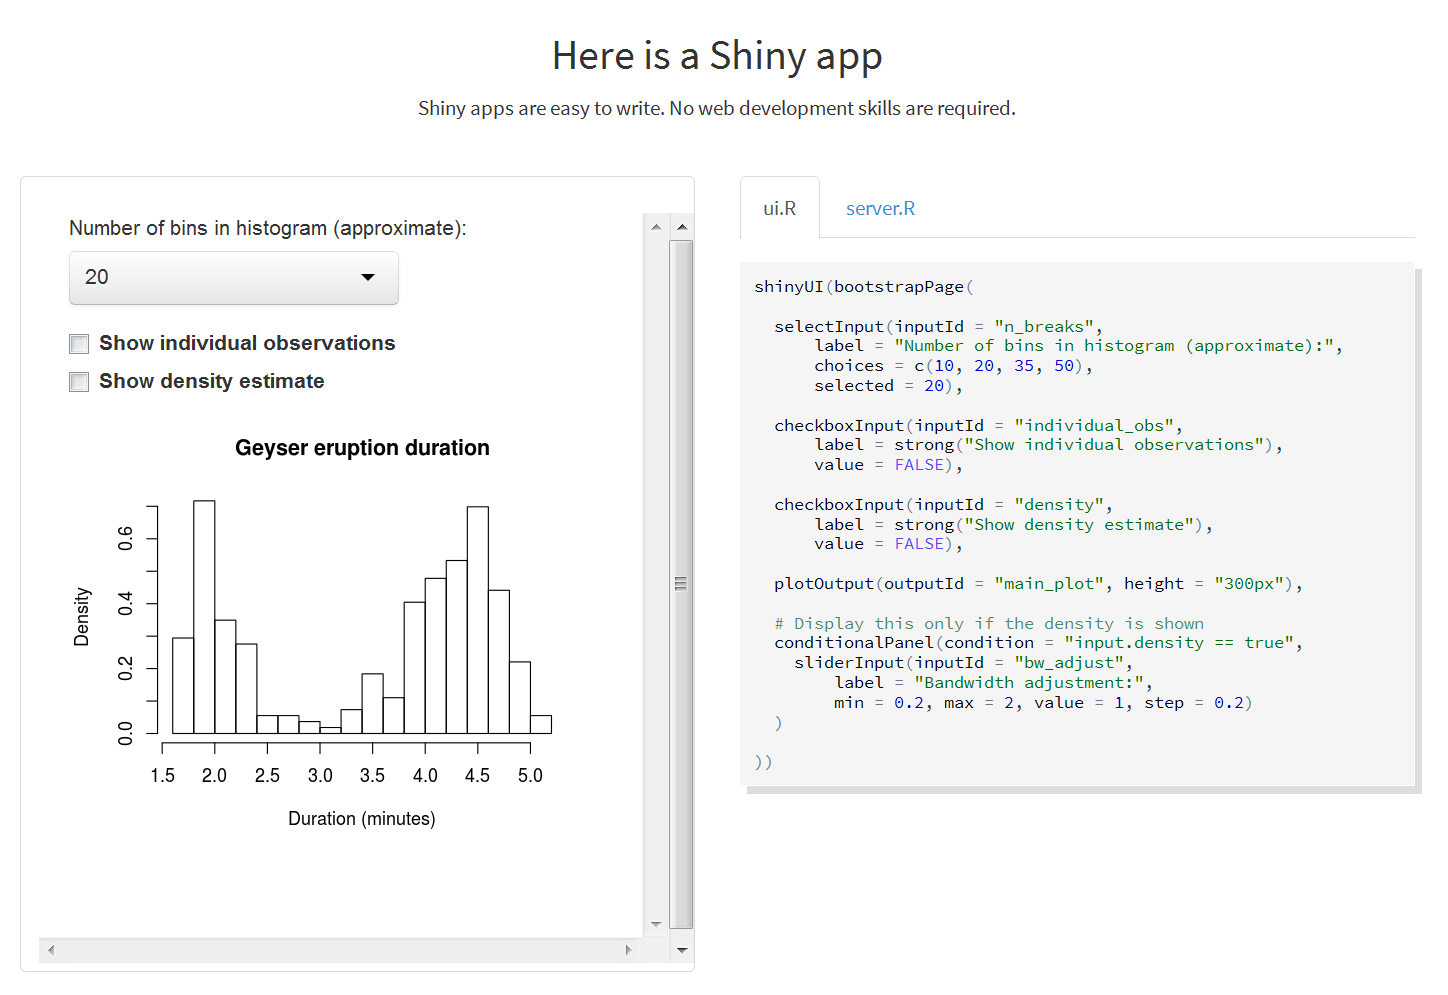 Here is a Shiny app
Shiny apps are easy to write. No web development skills are required.
Number of bins in histogram (approximate):
20
Show individual observations
Show density estimate
Geyser eruption duration
Density
0.6
0.4
0.2
0.0
1.5 2.0 2.5 3.0 3.5 4.0 4.5 5.0
Duration (minutes)
ui.R server.R
shinyUI(bootstrapPage(
selectInput(inputId = "n_breaks",
label = "Number of bins in histogram (approximate):",
choices = c(10, 20, 35, 50),
selected = 20),
checkboxInput(inputId = "individual_obs",
label = strong("Show individual observations"),
value = FALSE),
checkboxInput(inputId = "density",
label = strong("Show density estimate"),
value = FALSE),
plotOutput(outputId = "main_plot", height = "300px"),
# Display this only if the density is shown
conditionalPanel(condition = "input.density == true",
sliderInput(inputId = "bw_adjust",
label = "Bandwidth adjustment:",
min = 0.2, max = 2, value = 1, step = 0.2)
)
))